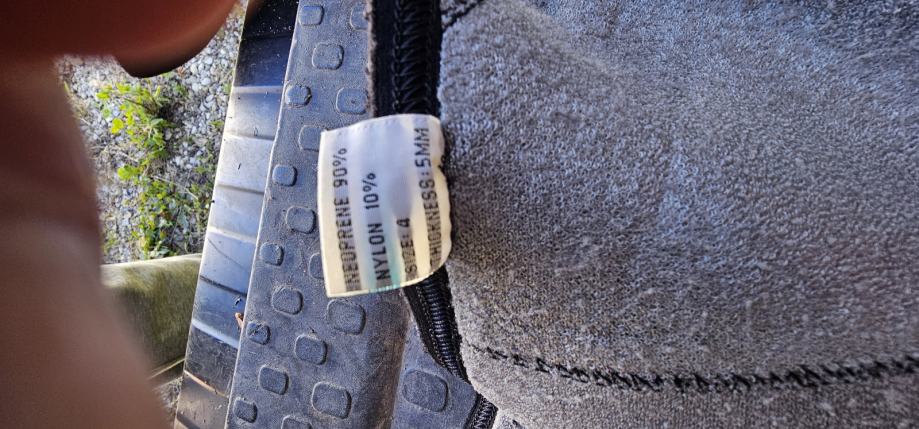 NEOPRENE 90%
NYLON 10%
SIZE: 4
THICKNESS: 5MM